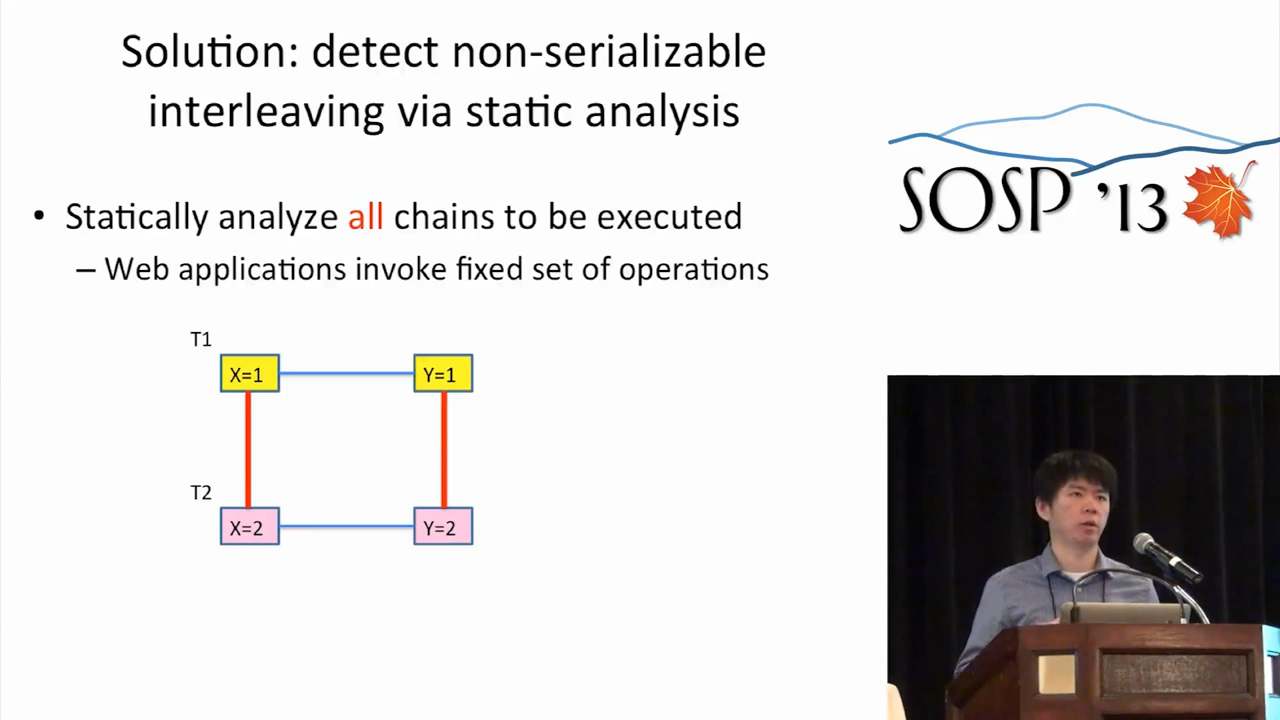 Solution: detect non-serializable
interleaving via static analysis
• Statically analyze all chains to be executed
– Web applications invoke fixed set of operations
T1
X=1
Y=1
T2
X=2
Y=2
SOSP '13